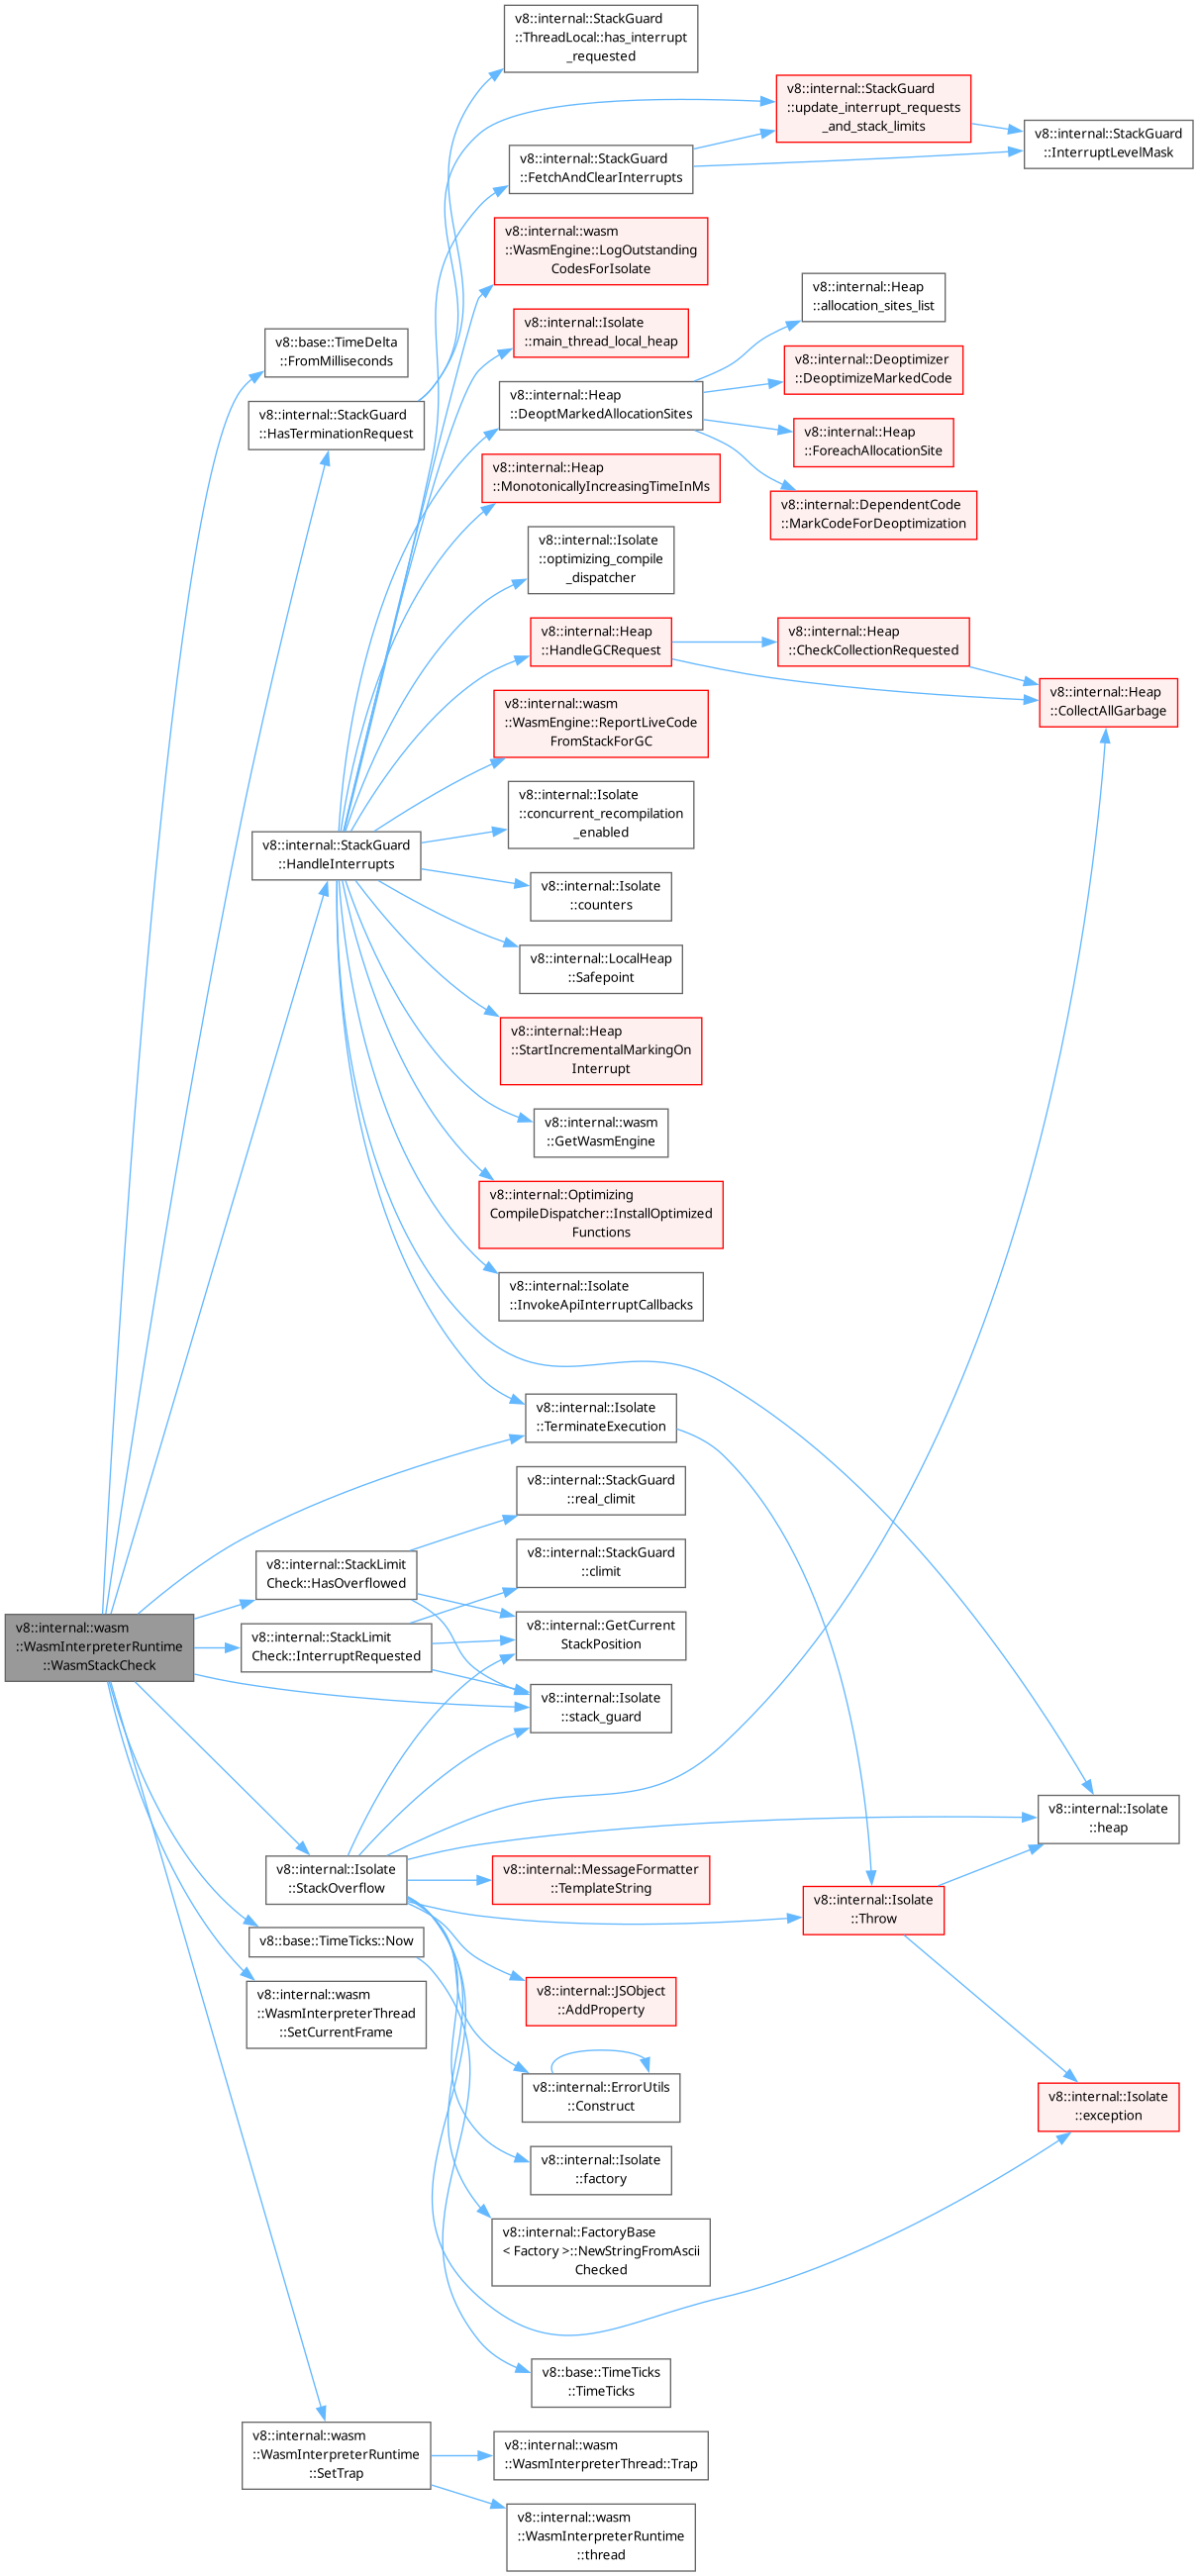 v8::internal::StackGuard
::ThreadLocal::has_interrupt
_requested
v8::internal::StackGuard
::update_interrupt_requests
_and_stack_limits
v8::internal::StackGuard
::InterruptLevelMask
v8::internal::StackGuard
::FetchAndClearInterrupts
v8::internal::wasm
::WasmEngine::LogOutstanding
CodesForIsolate
v8::internal::Heap
::allocation_sites_list
v8::internal::Isolate
::main_thread_local_heap
v8::base::TimeDelta
::FromMilliseconds
v8::internal::Deoptimizer
::DeoptimizeMarkedCode
v8::internal::Heap
::DeoptMarkedAllocationSites
v8::internal::StackGuard
::HasTerminationRequest
v8::internal::Heap
::ForeachAllocationSite
v8::internal::Heap
::MonotonicallyIncreasingTimeInMs
v8::internal::DependentCode
::MarkCodeForDeoptimization
v8::internal::Isolate
::optimizing_compile
_dispatcher
v8::internal::Heap
::HandleGCRequest
v8::internal::Heap
::CheckCollectionRequested
v8::internal::Heap
::CollectAllGarbage
v8::internal::wasm
::WasmEngine::ReportLiveCode
FromStackForGC
v8::internal::Isolate
::concurrent_recompilation
_enabled
v8::internal::StackGuard
::HandleInterrupts
v8::internal::Isolate
::counters
v8::internal::LocalHeap
::Safepoint
v8::internal::Heap
::StartIncrementalMarkingOn
Interrupt
v8::internal::wasm
::GetWasmEngine
v8::internal::Optimizing
CompileDispatcher::InstallOptimized
Functions
v8::internal::Isolate
::InvokeApiInterruptCallbacks
v8::internal::Isolate
::TerminateExecution
v8::internal::StackGuard
::real_climit
v8::internal::StackLimit
Check::HasOverflowed
v8::internal::StackGuard
::climit
v8::internal::wasm
::WasmInterpreterRuntime
::WasmStackCheck
v8::internal::StackLimit
Check::InterruptRequested
v8::internal::GetCurrent
StackPosition
v8::internal::Isolate
::stack_guard
v8::internal::Isolate
::heap
v8::internal::Isolate
::StackOverflow
v8::internal::MessageFormatter
::TemplateString
v8::internal::Isolate
::Throw
v8::base::TimeTicks::Now
v8::internal::JSObject
::AddProperty
v8::internal::wasm
::WasmInterpreterThread
::SetCurrentFrame
v8::internal::ErrorUtils
::Construct
v8::internal::Isolate
::exception
v8::internal::Isolate
::factory
v8::internal::FactoryBase
< Factory >::NewStringFromAscii
Checked
v8::base::TimeTicks
::TimeTicks
v8::internal::wasm
::WasmInterpreterRuntime
::SetTrap
v8::internal::wasm
::WasmInterpreterThread::Trap
v8::internal::wasm
::WasmInterpreterRuntime
::thread